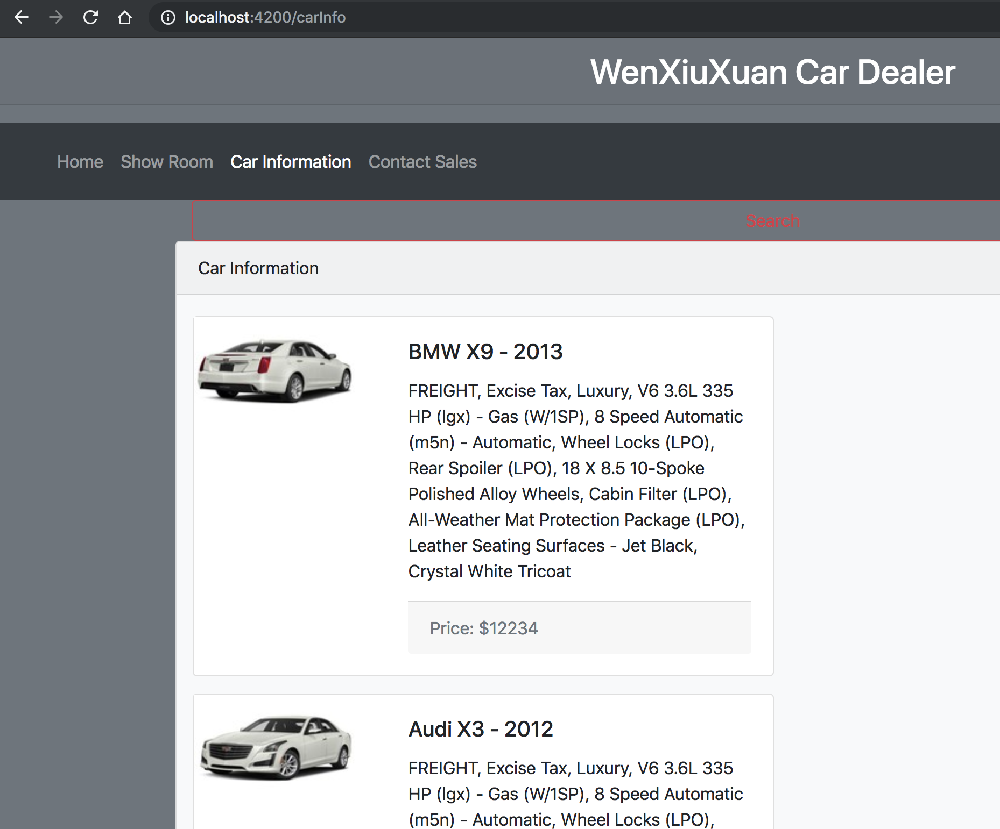 localhost:4200/carInfo
WenXiuXuan Car Dealer
Home Show Room Car Information Contact Sales
Search
Car Information
BMW X9 - 2013
FREIGHT, Excise Tax, Luxury, V6 3.6L 335
HP (lgx) - Gas (W/1SP), 8 Speed Automatic
(m5n) - Automatic, Wheel Locks (LPO),
Rear Spoiler (LPO), 18 X 8.5 10-Spoke
Polished Alloy Wheels, Cabin Filter (LPO),
All-Weather Mat Protection Package (LPO),
Leather Seating Surfaces - Jet Black,
Crystal White Tricoat
Price: $12234
Audi X3 - 2012
FREIGHT, Excise Tax, Luxury, V6 3.6L 335
HP (lgx) - Gas (W/1SP), 8 Speed Automatic
(m5n) - Automatic, Wheel Locks (LPO),